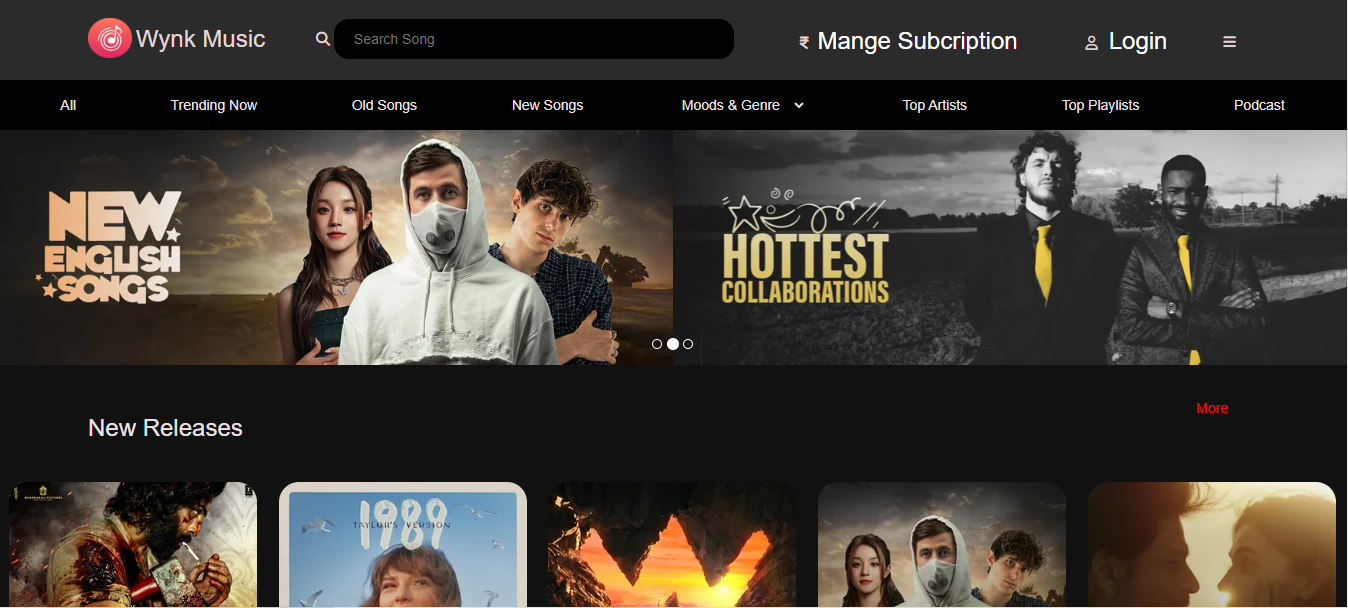 Wynk Music
Search Song
₹ Mange Subcription
Login
All
Trending Now
Old Songs
New Songs
Moods & Genre
Top Artists
Top Playlists
Podcast
NEW
ENGLISH
SONGS
HOTTEST
COLLABORATIONS
More
New Releases
1989
TAYLOR'S VERSION